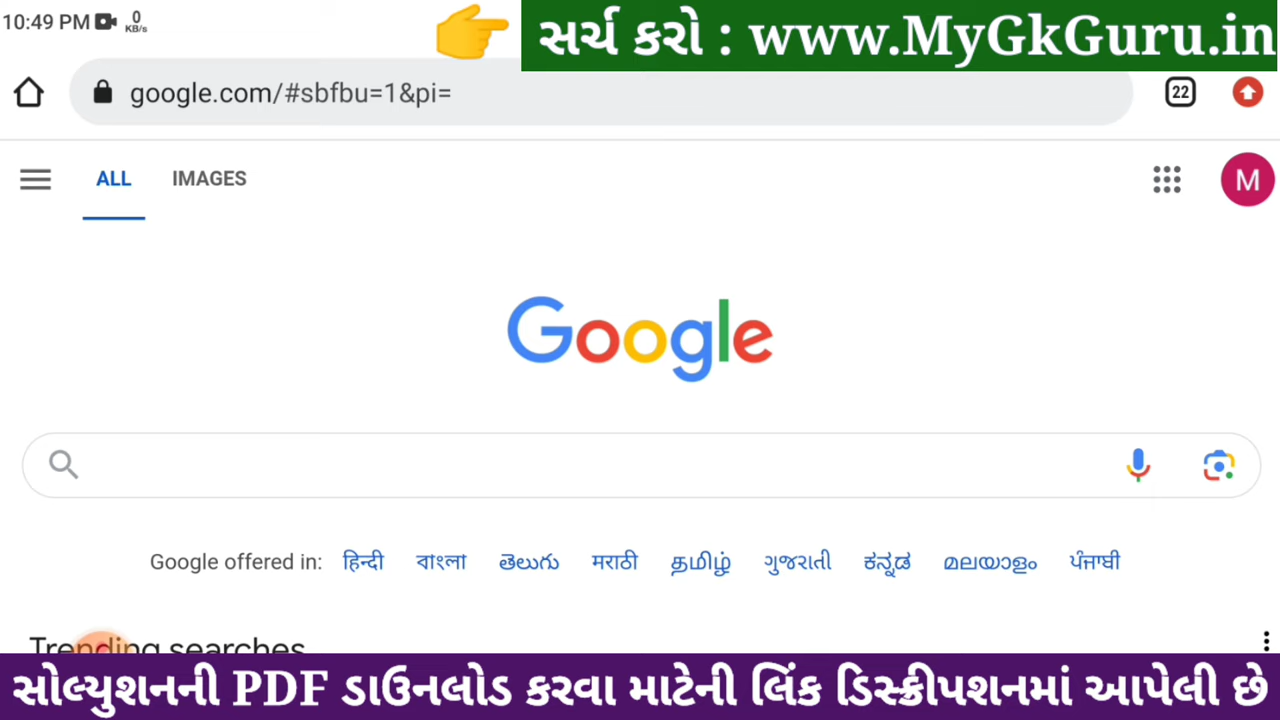 10:49 PM 0 KB/s
સર્ચ કરો : www.MyGkGuru.in
google.com/#sbfbu=1&pi=
22
ALL IMAGES
M
Google
Google offered in: हिन्दी বাংলা తెలుగు मराठी தமிழ் ગુજરાતી ಕನ್ನಡ മലയാളം ਪੰਜਾਬੀ
Trending searches
સોલ્યુશનની PDF ડાઉનલોડ કરવા માટેની લિંક ડિસ્ક્રીપશનમાં આપેલી છે